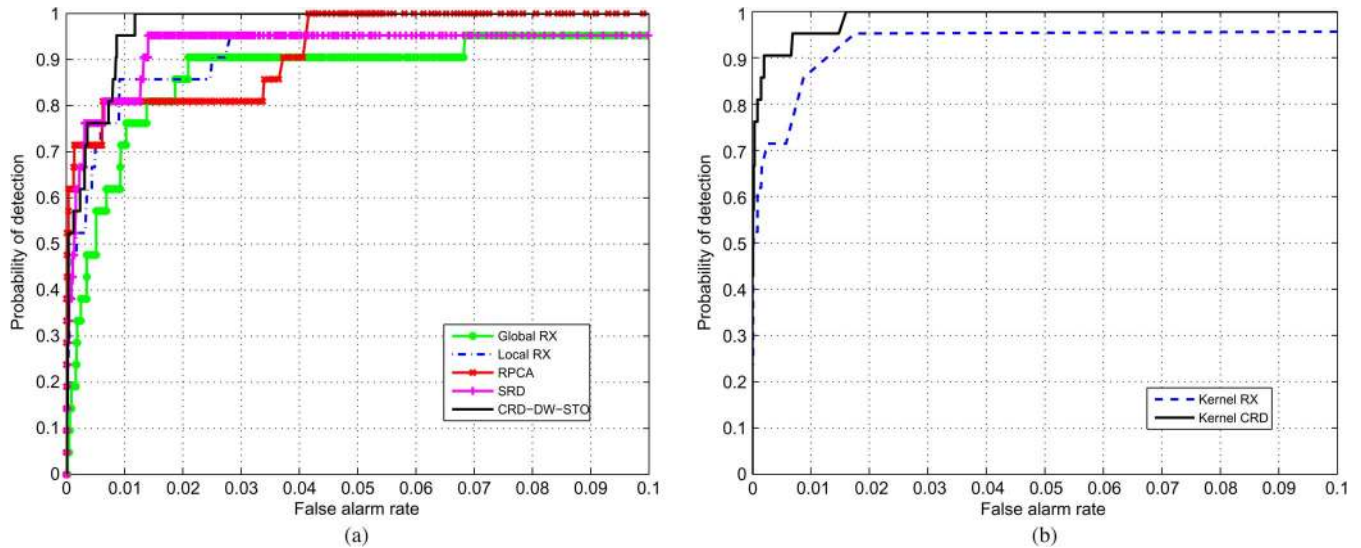 1
0.9
0.8
0.7
0.6
0.5
0.4
0.3
0.2
0.1
0
Probability of detection
0 0.01 0.02 0.03 0.04 0.05 0.06 0.07 0.08 0.09 0.1
False alarm rate
Global RX
Local RX
RPCA
SRD
CRD-DW-STO
(a)
1
0.9
0.8
0.7
0.6
0.5
0.4
0.3
0.2
0.1
0
Probability of detection
0 0.01 0.02 0.03 0.04 0.05 0.06 0.07 0.08 0.09 0.1
False alarm rate
Kernel RX
Kernel CRD
(b)